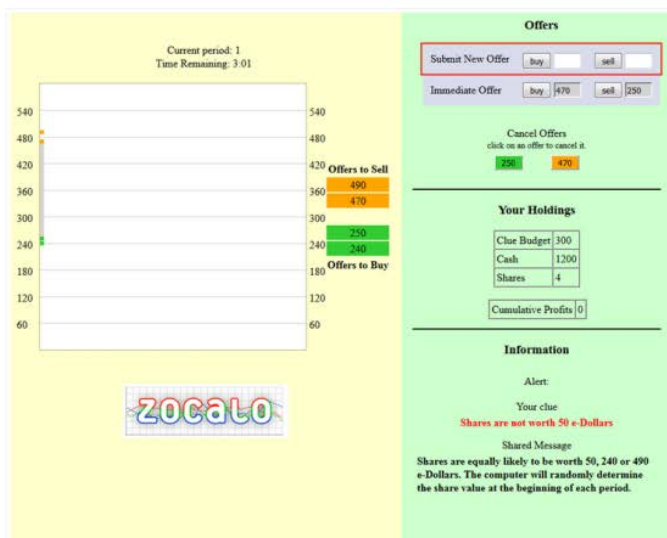 Current period: 1
Time Remaining: 3:01
540
480
420
360
300
240
180
120
60
540
480
420
360
300
240
180
120
60
Offers to Sell
490
470
250
240
Offers to Buy
ZOCALO
Offers
Submit New Offer buy sell
Immediate Offer buy 470 sell 250
Cancel Offers
click on an offer to cancel it.
250 470
Your Holdings
Clue Budget 300
Cash 1200
Shares 4
Cumulative Profits 0
Information
Alert:
Your clue
Shares are not worth 50 e-Dollars
Shared Message
Shares are equally likely to be worth 50, 240 or 490
e-Dollars. The computer will randomly determine
the share value at the beginning of each period.